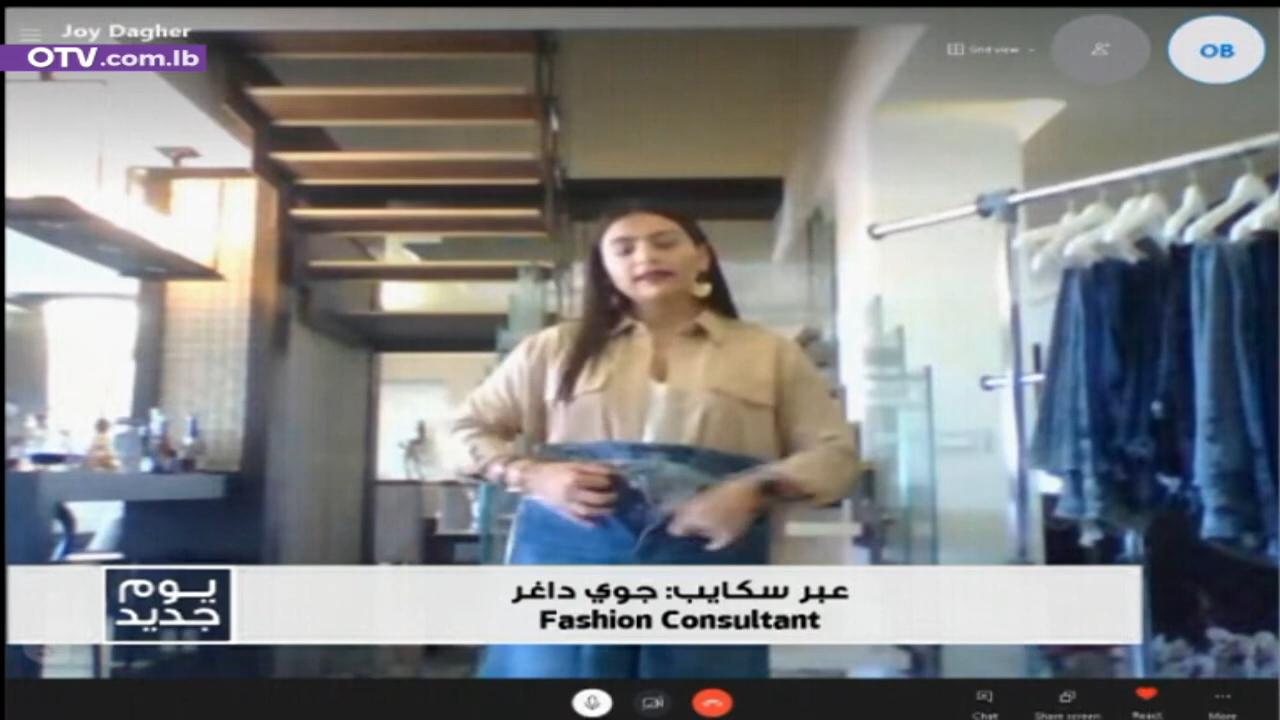 Joy Dagher
OTV.com.lb
Grid view
OB
يوم
جديد
عبر سكايب: جوي داغر
Fashion Consultant
Chat
Share screen
React
More